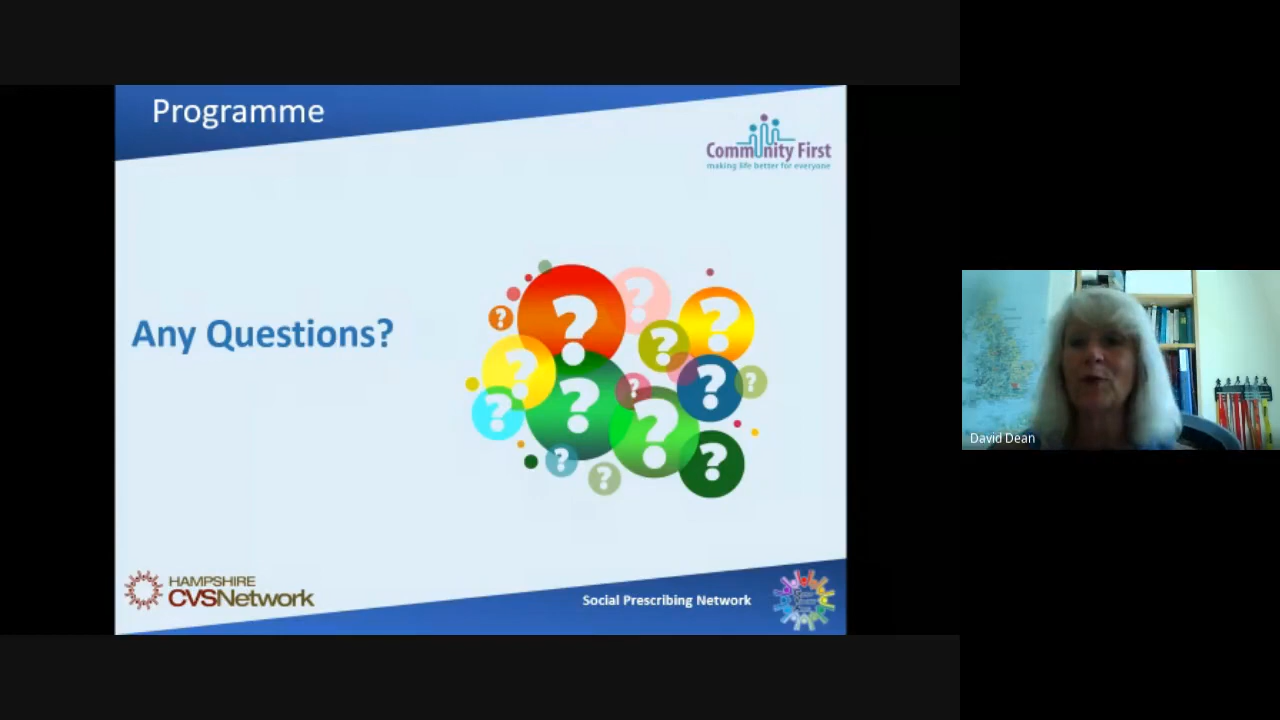 Programme
Community First
making life better for everyone
Any Questions?
? ? ? ? ? ? ? ? ? ? ? ? ? ? ?
HAMPSHIRE
CVSNetwork
Social Prescribing Network
David Dean